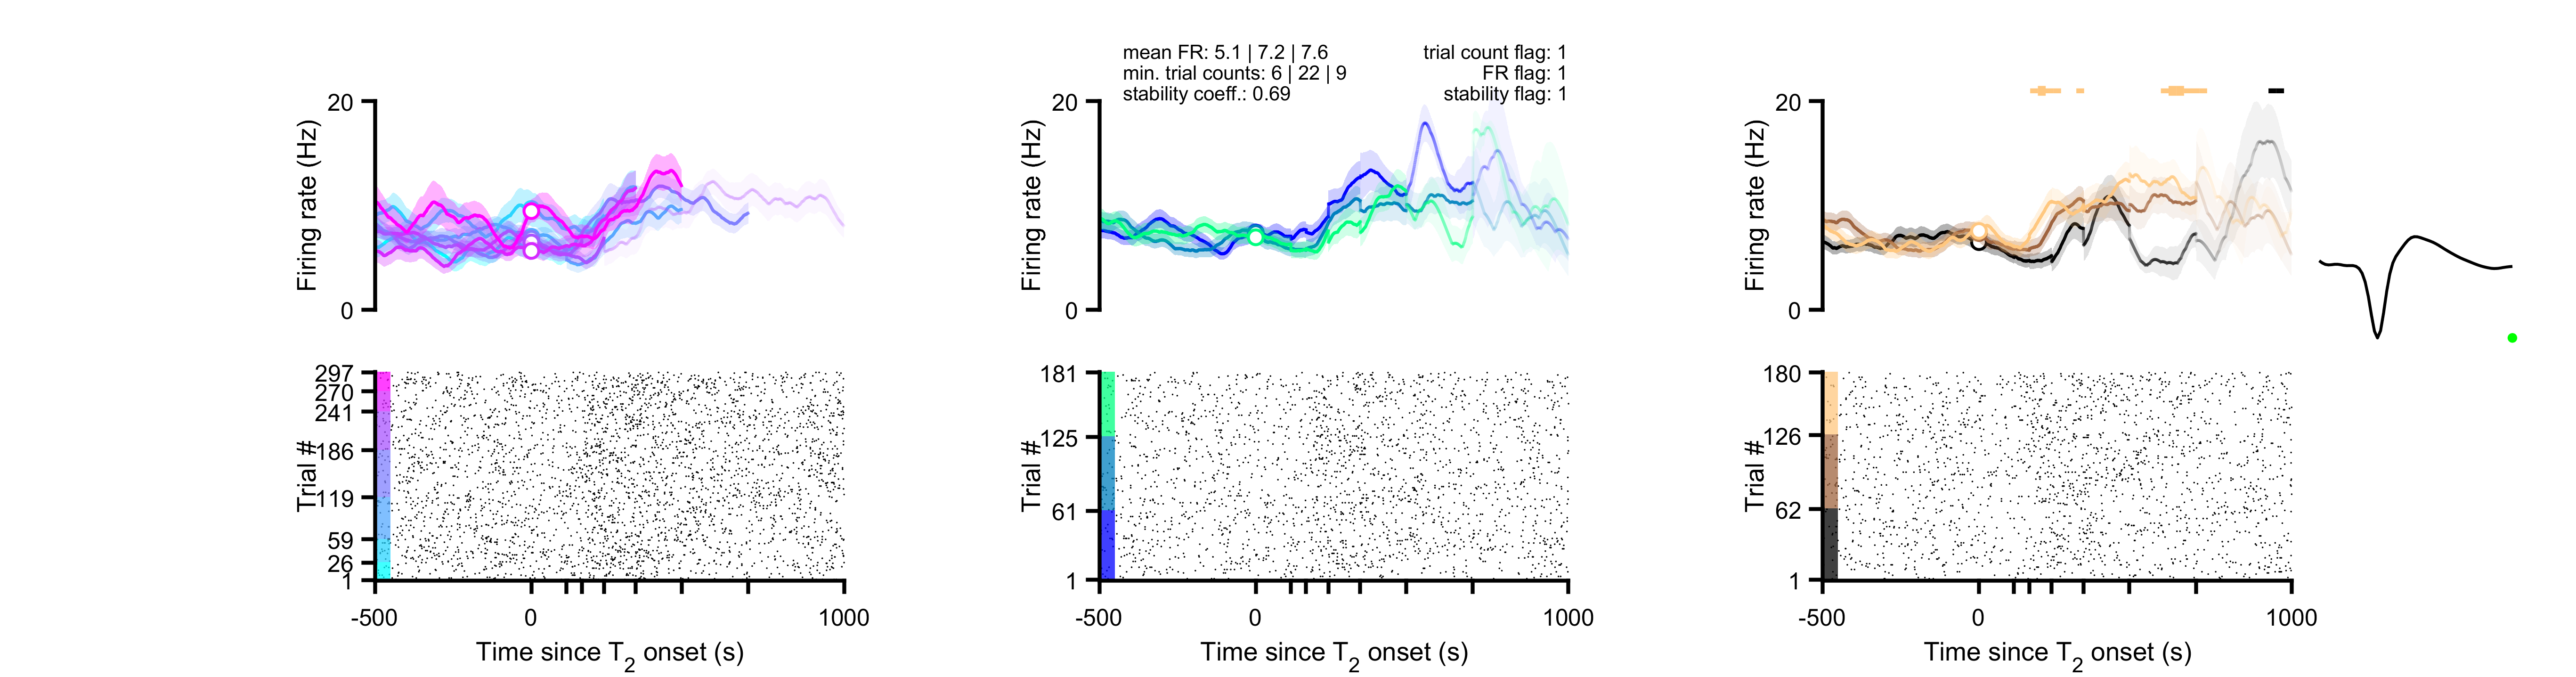 mean FR: 5.1 | 7.2 | 7.6
min. trial counts: 6 | 22 | 9
stability coeff.: 0.69
trial count flag: 1
FR flag: 1
stability flag: 1
20
Firing rate (Hz)
0
20
Firing rate (Hz)
0
20
Firing rate (Hz)
0
297
270
241
186
119
59
26
1
Trial #
-500
0
1000
Time since T2 onset (s)
181
125
61
1
Trial #
-500
0
1000
Time since T2 onset (s)
180
126
62
1
Trial #
-500
0
1000
Time since T2 onset (s)